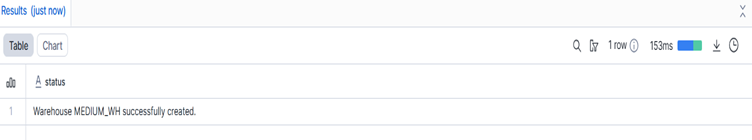 Results (just now)
Table Chart 1 row 153ms
A status
1 Warehouse MEDIUM_WH successfully created.